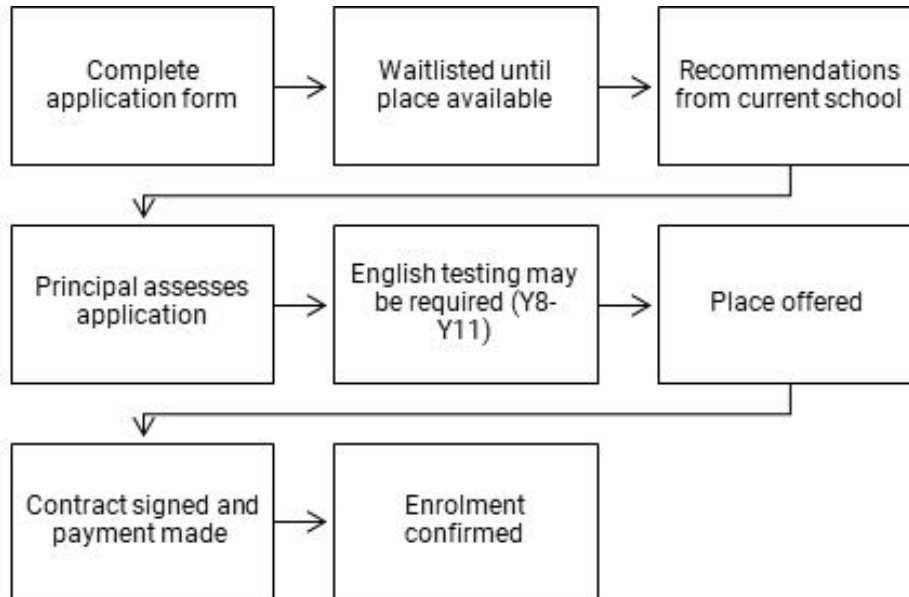 Complete
application form
Waitlisted until
place available
Recommendations
from current school
Principal assesses
application
English testing may
be required (Y8-
Y11)
Place offered
Contract signed and
payment made
Enrolment
confirmed